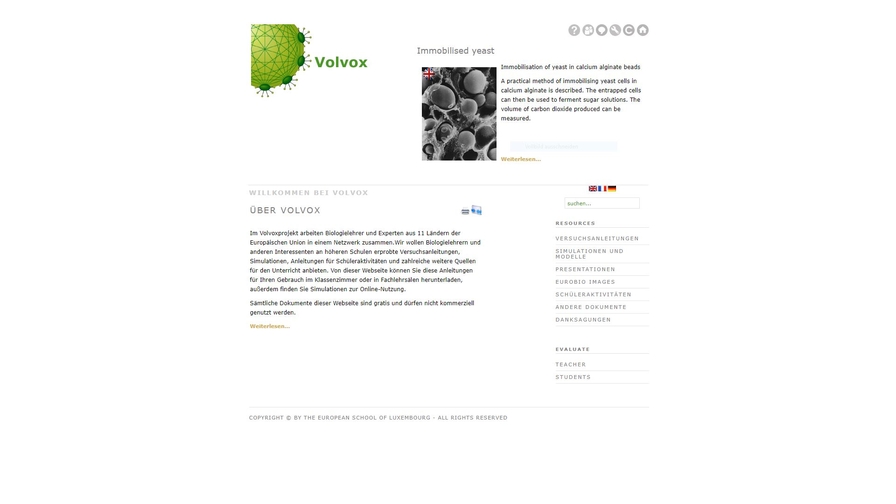 Volvox
Immobilised yeast
Immobilisation of yeast in calcium alginate beads
A practical method of immobilising yeast cells in
calcium alginate is described. The entrapped cells
can then be used to ferment sugar solutions. The
volume of carbon dioxide produced can be
measured.
Weiterlesen...
WILLKOMMEN BEI VOLVOX
ÜBER VOLVOX
Im Volvoxprojekt arbeiten Biologielehrer und Experten aus 11 Ländern der
Europäischen Union in einem Netzwerk zusammen.Wir wollen Biologielehrern und
anderen Interessenten an höheren Schulen erprobte Versuchsanleitungen,
Simulationen, Anleitungen für Schüleraktivitäten und zahlreiche weitere Quellen
für den Unterricht anbieten. Von dieser Webseite können Sie diese Anleitungen
für Ihren Gebrauch im Klassenzimmer oder in Fachlehrsälen herunterladen,
außerdem finden Sie Simulationen zur Online-Nutzung.
Sämtliche Dokumente dieser Webseite sind gratis und dürfen nicht kommerziell
genutzt werden.
Weiterlesen...
suchen...
RESOURCES
VERSUCHSANLEITUNGEN
SIMULATIONEN UND
MODELLE
PRESENTATIONEN
EUROBIO IMAGES
SCHÜLERAKTIVITÄTEN
ANDERE DOKUMENTE
DANKSAGUNGEN
EVALUATE
TEACHER
STUDENTS
COPYRIGHT © BY THE EUROPEAN SCHOOL OF LUXEMBOURG - ALL RIGHTS RESERVED